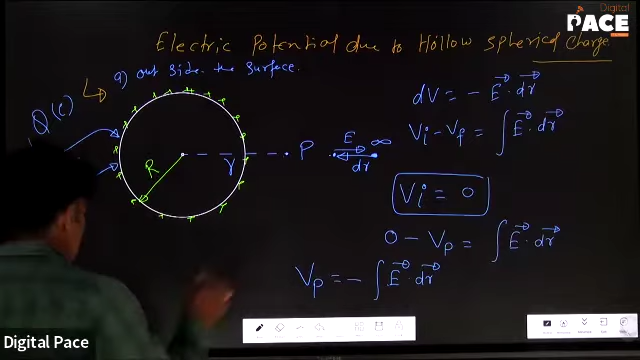 Digital
PACE
Electric Potential due to Hollow Spherical Charge.
a) out side the surface.
Q(c)
R
γ
P
E
∞
dr
dV = - E · dr
Vi - Vp = ∫ E · dr
Vi = 0
0 - Vp = ∫ E · dr
Vp = - ∫ E · dr
Digital Pace